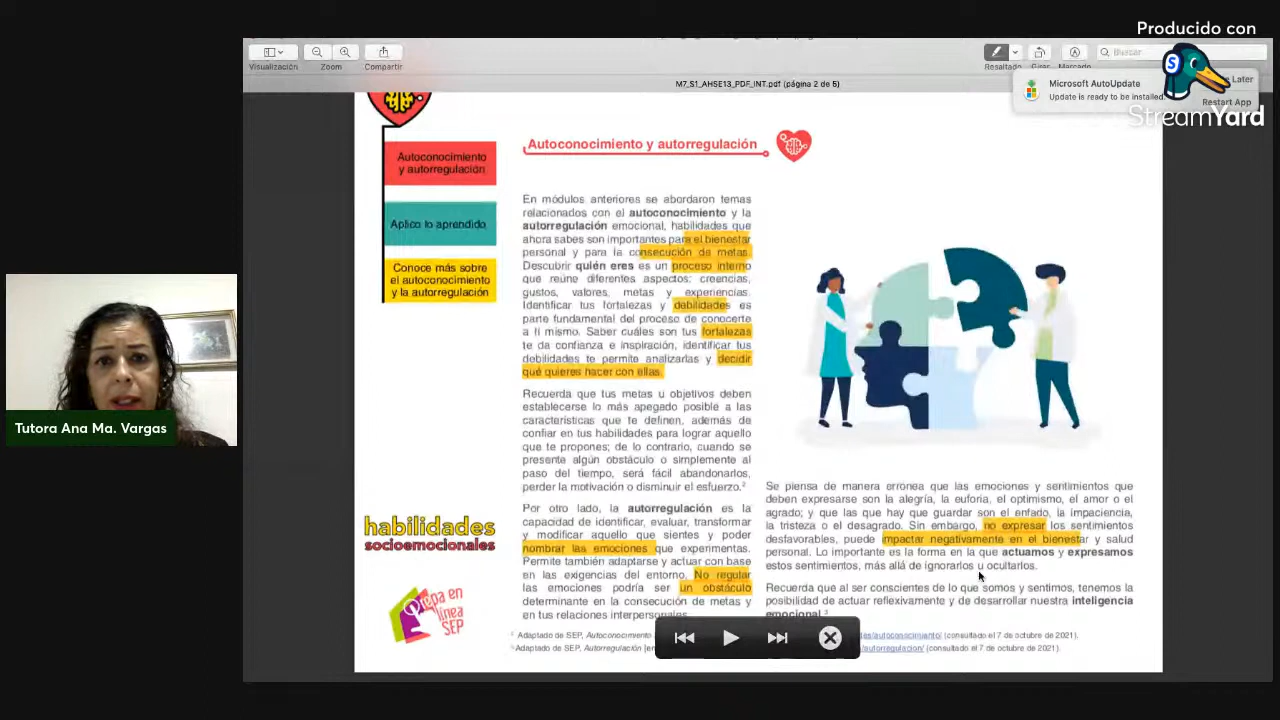 Producido con
StreamYard
Visualización
Zoom
Compartir
Resaltado
Buscar
M7_S1_AHSE13_PDF_INT.pdf (página 2 de 5)
Microsoft AutoUpdate
Update is ready to be installed.
Later
Restart App
Autoconocimiento
y autorregulación
Aplico lo aprendido
Conoce más sobre
el autoconocimiento
y la autorregulación
habilidades
socioemocionales
Prepa en
línea
SEP
Autoconocimiento y autorregulación
En módulos anteriores se abordaron temas
relacionados con el autoconocimiento y la
autorregulación emocional, habilidades que
ahora sabes son importantes para el bienestar
personal y para la consecución de metas.
Descubrir quién eres es un proceso interno
que reúne diferentes aspectos: creencias,
gustos, valores, metas y experiencias.
Identificar tus fortalezas y debilidades es
parte fundamental del proceso de conocerte
a ti mismo. Saber cuáles son tus fortalezas
te da confianza e inspiración, identificar tus
debilidades te permite analizarlas y decidir
qué quieres hacer con ellas.
Recuerda que tus metas u objetivos deben
establecerse lo más apegado posible a las
características que te definen, además de
confiar en tus habilidades para lograr aquello
que te propones; de lo contrario, cuando se
presente algún obstáculo o simplemente al
paso del tiempo, será fácil abandonarlos,
perder la motivación o disminuir el esfuerzo.²
Por otro lado, la autorregulación es la
capacidad de identificar, evaluar, transformar
y modificar aquello que sientes y poder
nombrar las emociones que experimentas.
Permite también adaptarse y actuar con base
en las exigencias del entorno. No regular
las emociones podría ser un obstáculo
determinante en la consecución de metas y
en tus relaciones interpersonales.
Se piensa de manera errónea que las emociones y sentimientos que
deben expresarse son la alegría, la euforia, el optimismo, el amor o el
agrado; y que las que hay que guardar son el enfado, la impaciencia,
la tristeza o el desagrado. Sin embargo, no expresar los sentimientos
desfavorables, puede impactar negativamente en el bienestar y salud
personal. Lo importante es la forma en la que actuamos y expresamos
estos sentimientos, más allá de ignorarlos u ocultarlos.
Recuerda que al ser conscientes de lo que somos y sentimos, tenemos la
posibilidad de actuar reflexivamente y de desarrollar nuestra inteligencia
emocional.³
² Adaptado de SEP, Autoconocimiento
des/autoconocimiento/ (consultado el 7 de octubre de 2021).
³ Adaptado de SEP, Autorregulación [en
/autorregulacion/ (consultado el 7 de octubre de 2021).
Tutora Ana Ma. Vargas